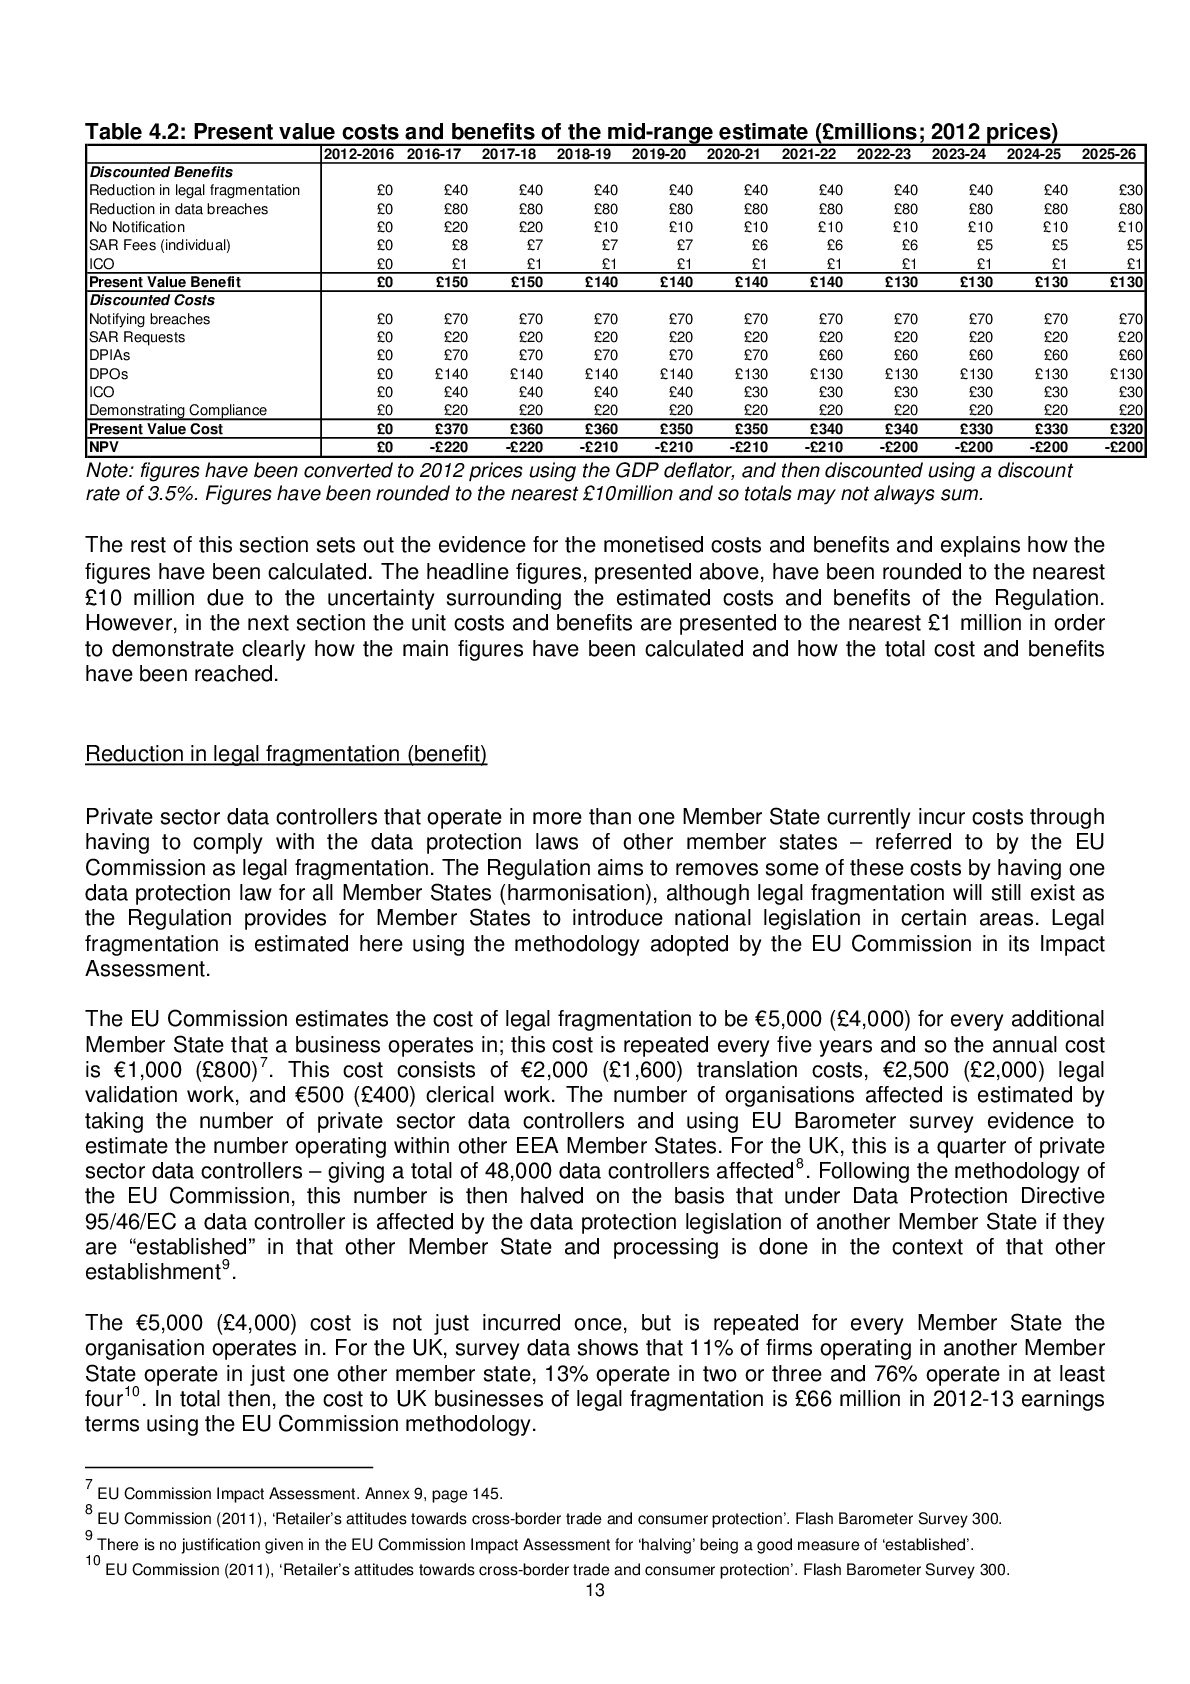 Table 4.2: Present value costs and benefits of the mid-range estimate (£millions; 2012 prices)
2012-2016 2016-17 2017-18 2018-19 2019-20 2020-21 2021-22 2022-23 2023-24 2024-25 2025-26
Discounted Benefits
Reduction in legal fragmentation £0 £40 £40 £40 £40 £40 £40 £40 £40 £40 £30
Reduction in data breaches £0 £80 £80 £80 £80 £80 £80 £80 £80 £80 £80
No Notification £0 £20 £20 £10 £10 £10 £10 £10 £10 £10 £10
SAR Fees (individual) £0 £8 £7 £7 £7 £6 £6 £6 £5 £5 £5
ICO £0 £1 £1 £1 £1 £1 £1 £1 £1 £1 £1
Present Value Benefit £0 £150 £150 £140 £140 £140 £140 £130 £130 £130 £130
Discounted Costs
Notifying breaches £0 £70 £70 £70 £70 £70 £70 £70 £70 £70 £70
SAR Requests £0 £20 £20 £20 £20 £20 £20 £20 £20 £20 £20
DPIAs £0 £70 £70 £70 £70 £70 £60 £60 £60 £60 £60
DPOs £0 £140 £140 £140 £140 £130 £130 £130 £130 £130 £130
ICO £0 £40 £40 £40 £40 £30 £30 £30 £30 £30 £30
Demonstrating Compliance £0 £20 £20 £20 £20 £20 £20 £20 £20 £20 £20
Present Value Cost £0 £370 £360 £360 £350 £350 £340 £340 £330 £330 £320
NPV £0 -£220 -£220 -£210 -£210 -£210 -£210 -£200 -£200 -£200 -£200
Note: figures have been converted to 2012 prices using the GDP deflator, and then discounted using a discount
rate of 3.5%. Figures have been rounded to the nearest £10million and so totals may not always sum.
The rest of this section sets out the evidence for the monetised costs and benefits and explains how the
figures have been calculated. The headline figures, presented above, have been rounded to the nearest
£10 million due to the uncertainty surrounding the estimated costs and benefits of the Regulation.
However, in the next section the unit costs and benefits are presented to the nearest £1 million in order
to demonstrate clearly how the main figures have been calculated and how the total cost and benefits
have been reached.
Reduction in legal fragmentation (benefit)
Private sector data controllers that operate in more than one Member State currently incur costs through
having to comply with the data protection laws of other member states – referred to by the EU
Commission as legal fragmentation. The Regulation aims to removes some of these costs by having one
data protection law for all Member States (harmonisation), although legal fragmentation will still exist as
the Regulation provides for Member States to introduce national legislation in certain areas. Legal
fragmentation is estimated here using the methodology adopted by the EU Commission in its Impact
Assessment.
The EU Commission estimates the cost of legal fragmentation to be €5,000 (£4,000) for every additional
Member State that a business operates in; this cost is repeated every five years and so the annual cost
is €1,000 (£800)7. This cost consists of €2,000 (£1,600) translation costs, €2,500 (£2,000) legal
validation work, and €500 (£400) clerical work. The number of organisations affected is estimated by
taking the number of private sector data controllers and using EU Barometer survey evidence to
estimate the number operating within other EEA Member States. For the UK, this is a quarter of private
sector data controllers – giving a total of 48,000 data controllers affected8. Following the methodology of
the EU Commission, this number is then halved on the basis that under Data Protection Directive
95/46/EC a data controller is affected by the data protection legislation of another Member State if they
are “established” in that other Member State and processing is done in the context of that other
establishment9.
The €5,000 (£4,000) cost is not just incurred once, but is repeated for every Member State the
organisation operates in. For the UK, survey data shows that 11% of firms operating in another Member
State operate in just one other member state, 13% operate in two or three and 76% operate in at least
four10. In total then, the cost to UK businesses of legal fragmentation is £66 million in 2012-13 earnings
terms using the EU Commission methodology.
7 EU Commission Impact Assessment. Annex 9, page 145.
8 EU Commission (2011), ‘Retailer’s attitudes towards cross-border trade and consumer protection’. Flash Barometer Survey 300.
9 There is no justification given in the EU Commission Impact Assessment for ‘halving’ being a good measure of ‘established’.
10 EU Commission (2011), ‘Retailer’s attitudes towards cross-border trade and consumer protection’. Flash Barometer Survey 300.
13